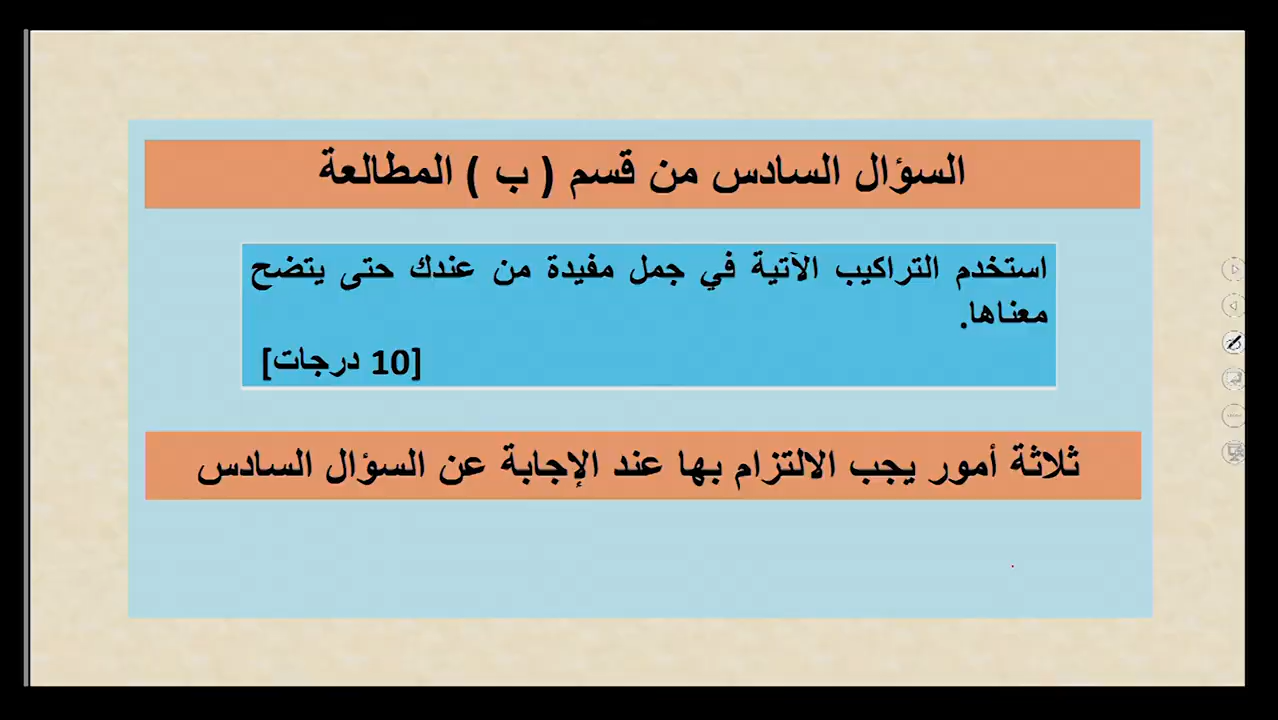 السؤال السادس من قسم ( ب ) المطالعة
استخدم التراكيب الآتية في جمل مفيدة من عندك حتى يتضح
معناها.
[10 درجات]
ثلاثة أمور يجب الالتزام بها عند الإجابة عن السؤال السادس